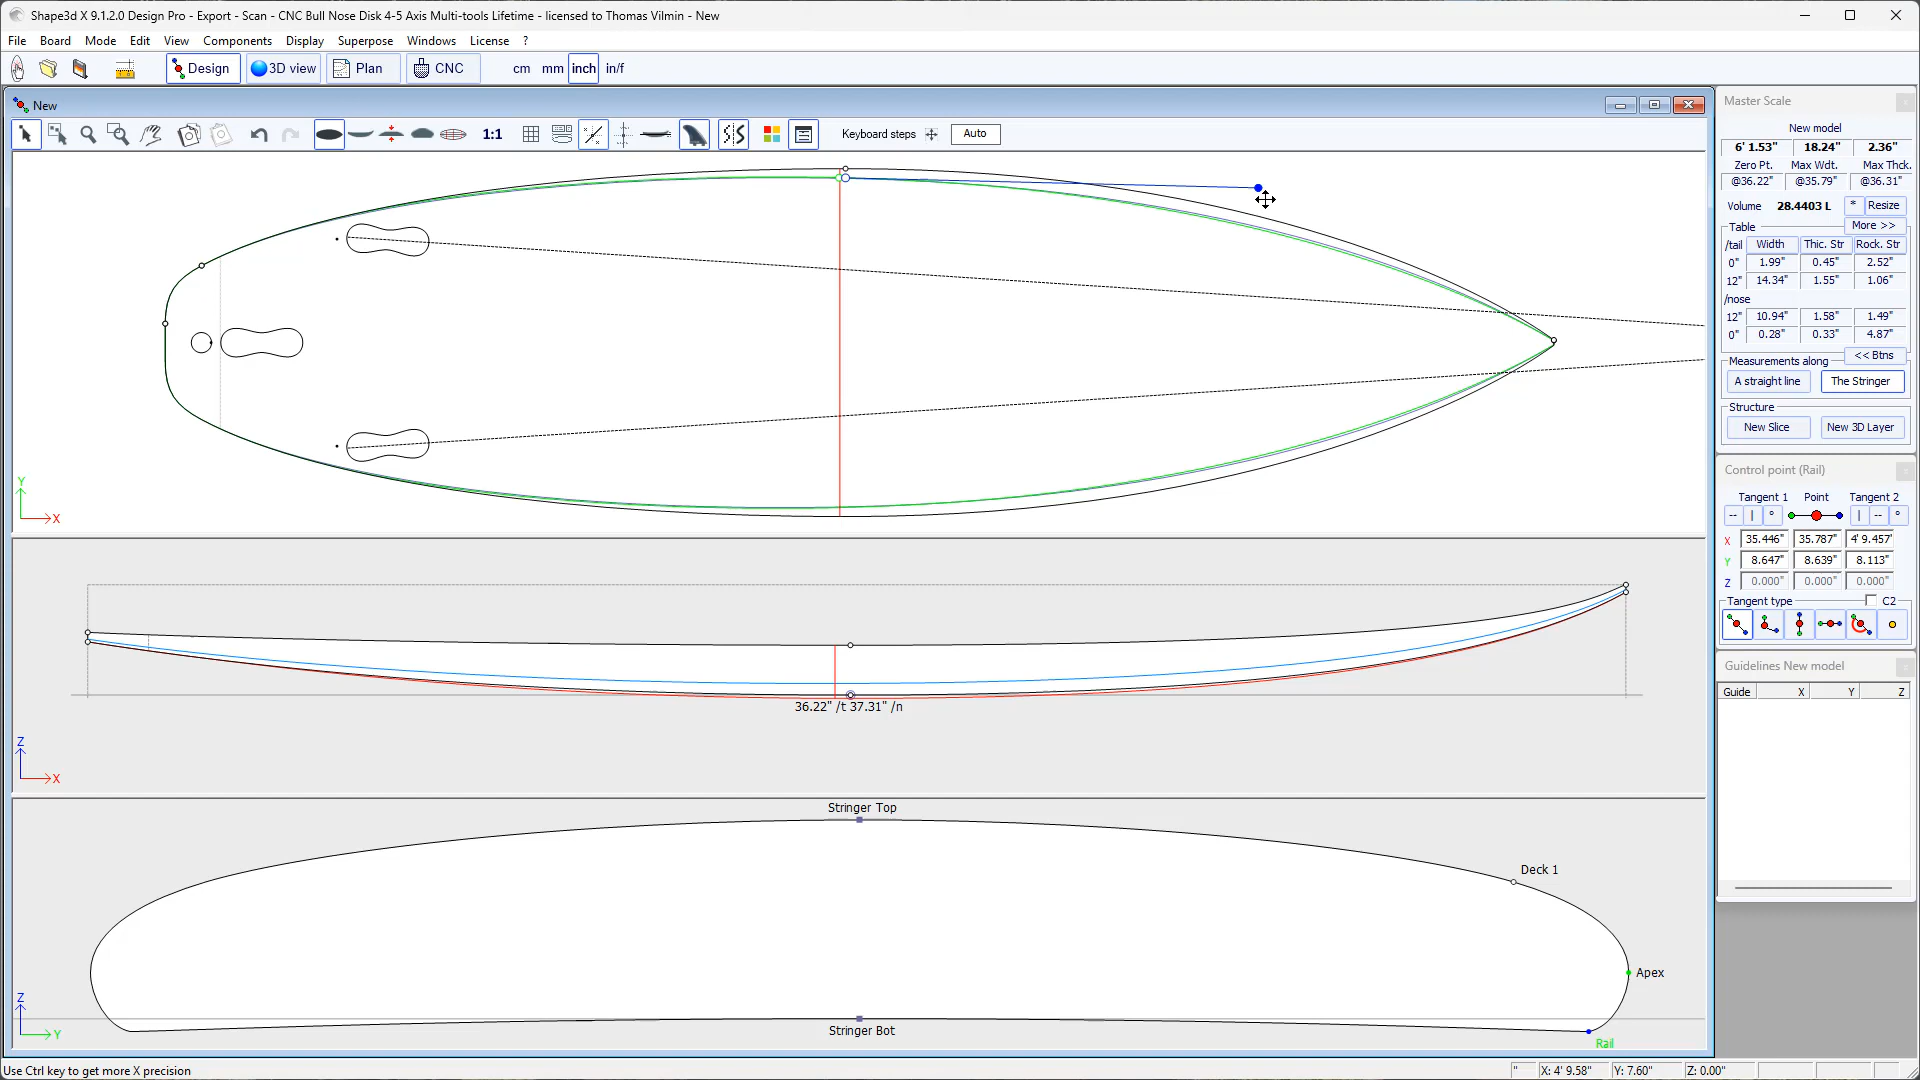 Shape3d X 9.1.2.0 Design Pro - Export - Scan - CNC Bull Nose Disk 4-5 Axis Multi-tools Lifetime - licensed to Thomas Vilmin - New
File Board Mode Edit View Components Display Superpose Windows License ?
Design 3D view Plan CNC cm mm inch in/f
New
1:1 Keyboard steps Auto
Y
X
36.22" /t 37.31" /n
Z
X
Stringer Top
Deck 1
Apex
Stringer Bot
Rail
Z
Y
Master Scale
New model
6' 1.53" 18.24" 2.36"
Zero Pt. Max Wdt. Max Thck.
@36.22" @35.79" @36.31"
Volume 28.4403 L * Resize
Table More >>
/tail Width Thic. Str Rock. Str
0" 1.99" 0.45" 2.52"
12" 14.34" 1.55" 1.06"
/nose
12" 10.94" 1.58" 1.49"
0" 0.28" 0.33" 4.87"
Measurements along << Btns
A straight line The Stringer
Structure
New Slice New 3D Layer
Control point (Rail)
Tangent 1 Point Tangent 2
-- | ° | -- °
X 35.446" 35.787" 4' 9.457'
Y 8.647" 8.639" 8.113"
Z 0.000" 0.000" 0.000"
Tangent type C2
Guidelines New model
Guide X Y Z
Use Ctrl key to get more X precision " X: 4' 9.58" Y: 7.60" Z: 0.00"